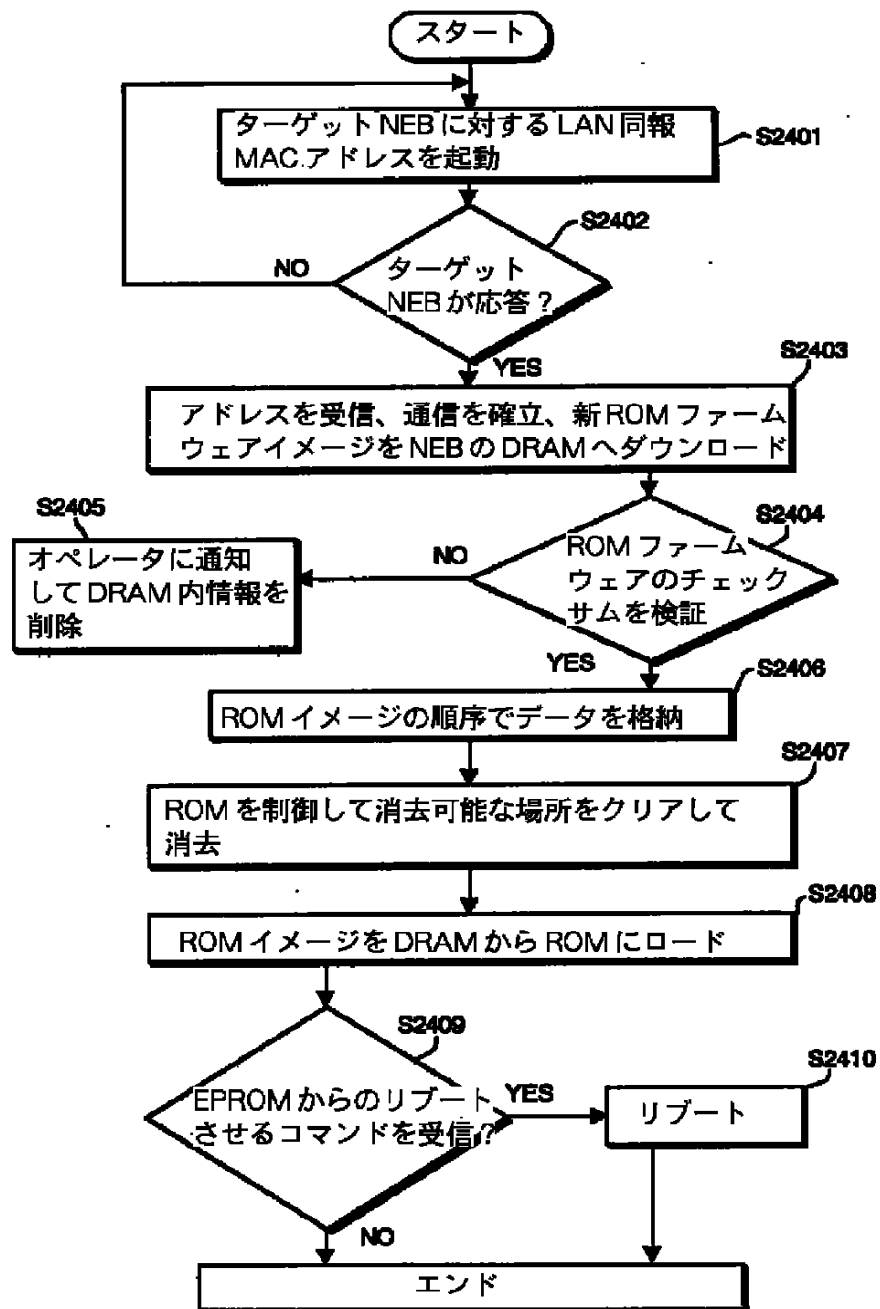 スタート
ターゲットNEBに対するLAN同報
MAC.アドレスを起動
S2401
S2402
NO
ターゲット
NEBが応答?
YES
S2403
アドレスを受信、通信を確立、新ROMファーム
ウェアイメージをNEBのDRAMへダウンロード
S2405
S2404
オペレータに通知
してDRAM内情報を
削除
NO
ROMファーム
ウェアのチェック
サムを検証
YES
S2406
ROMイメージの順序でデータを格納
S2407
ROMを制御して消去可能な場所をクリアして
消去
S2408
ROMイメージをDRAMからROMにロード
S2409
EPROMからのリブート
させるコマンドを受信?
YES
S2410
リブート
NO
エンド